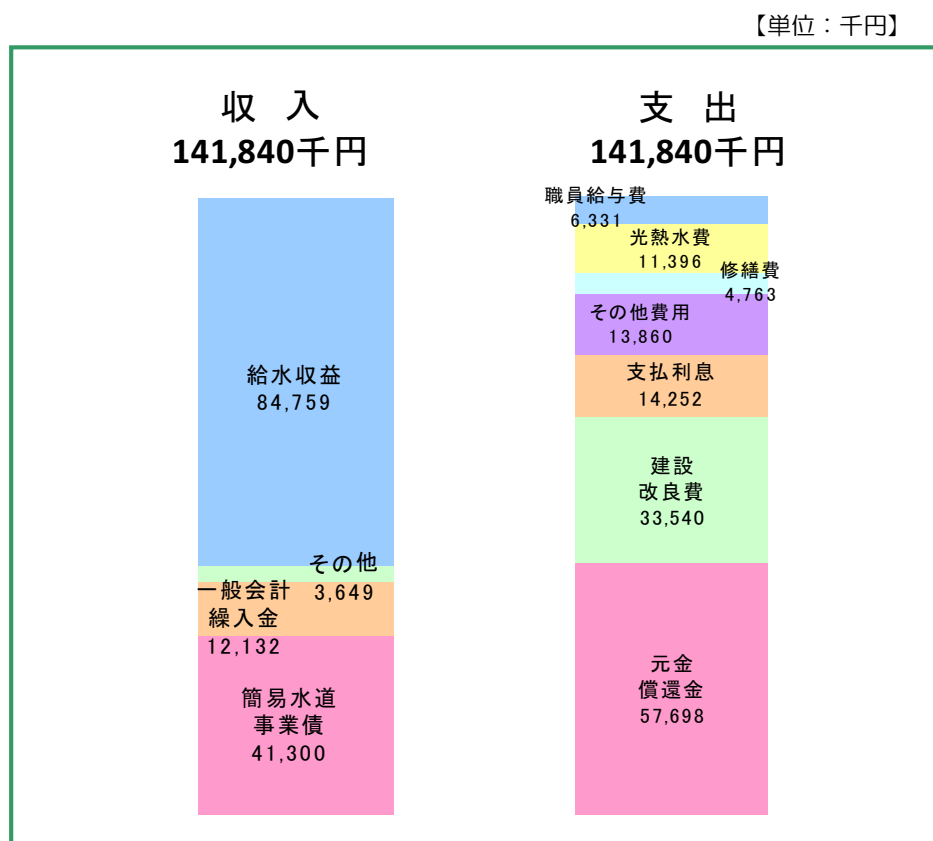 【単位：千円】
収 入
141,840千円
給水収益
84,759
その他
3,649
一般会計
繰入金
12,132
簡易水道
事業債
41,300
支 出
141,840千円
職員給与費
6,331
光熱水費
11,396
修繕費
4,763
その他費用
13,860
支払利息
14,252
建設
改良費
33,540
元金
償還金
57,698